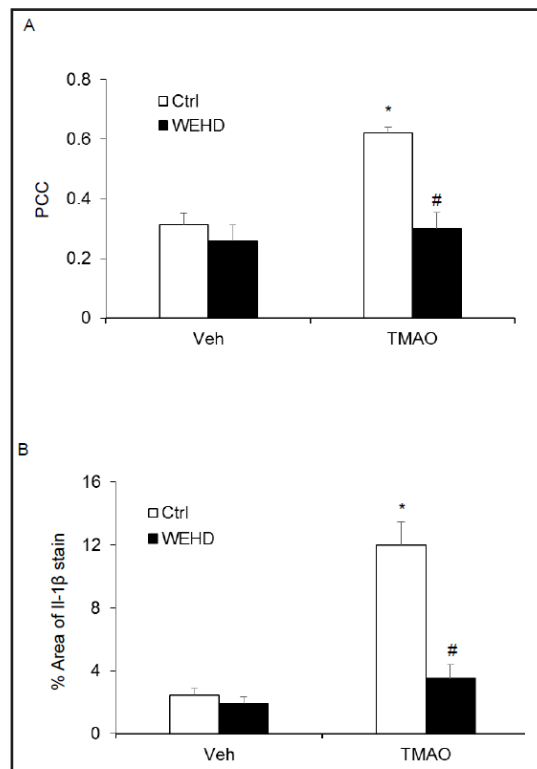 A
0.8
0.6
0.4
0.2
0
PCC
Ctrl
WEHD
*
#
Veh TMAO
B
16
12
8
4
0
% Area of Il-1β stain
Ctrl
WEHD
*
#
Veh TMAO